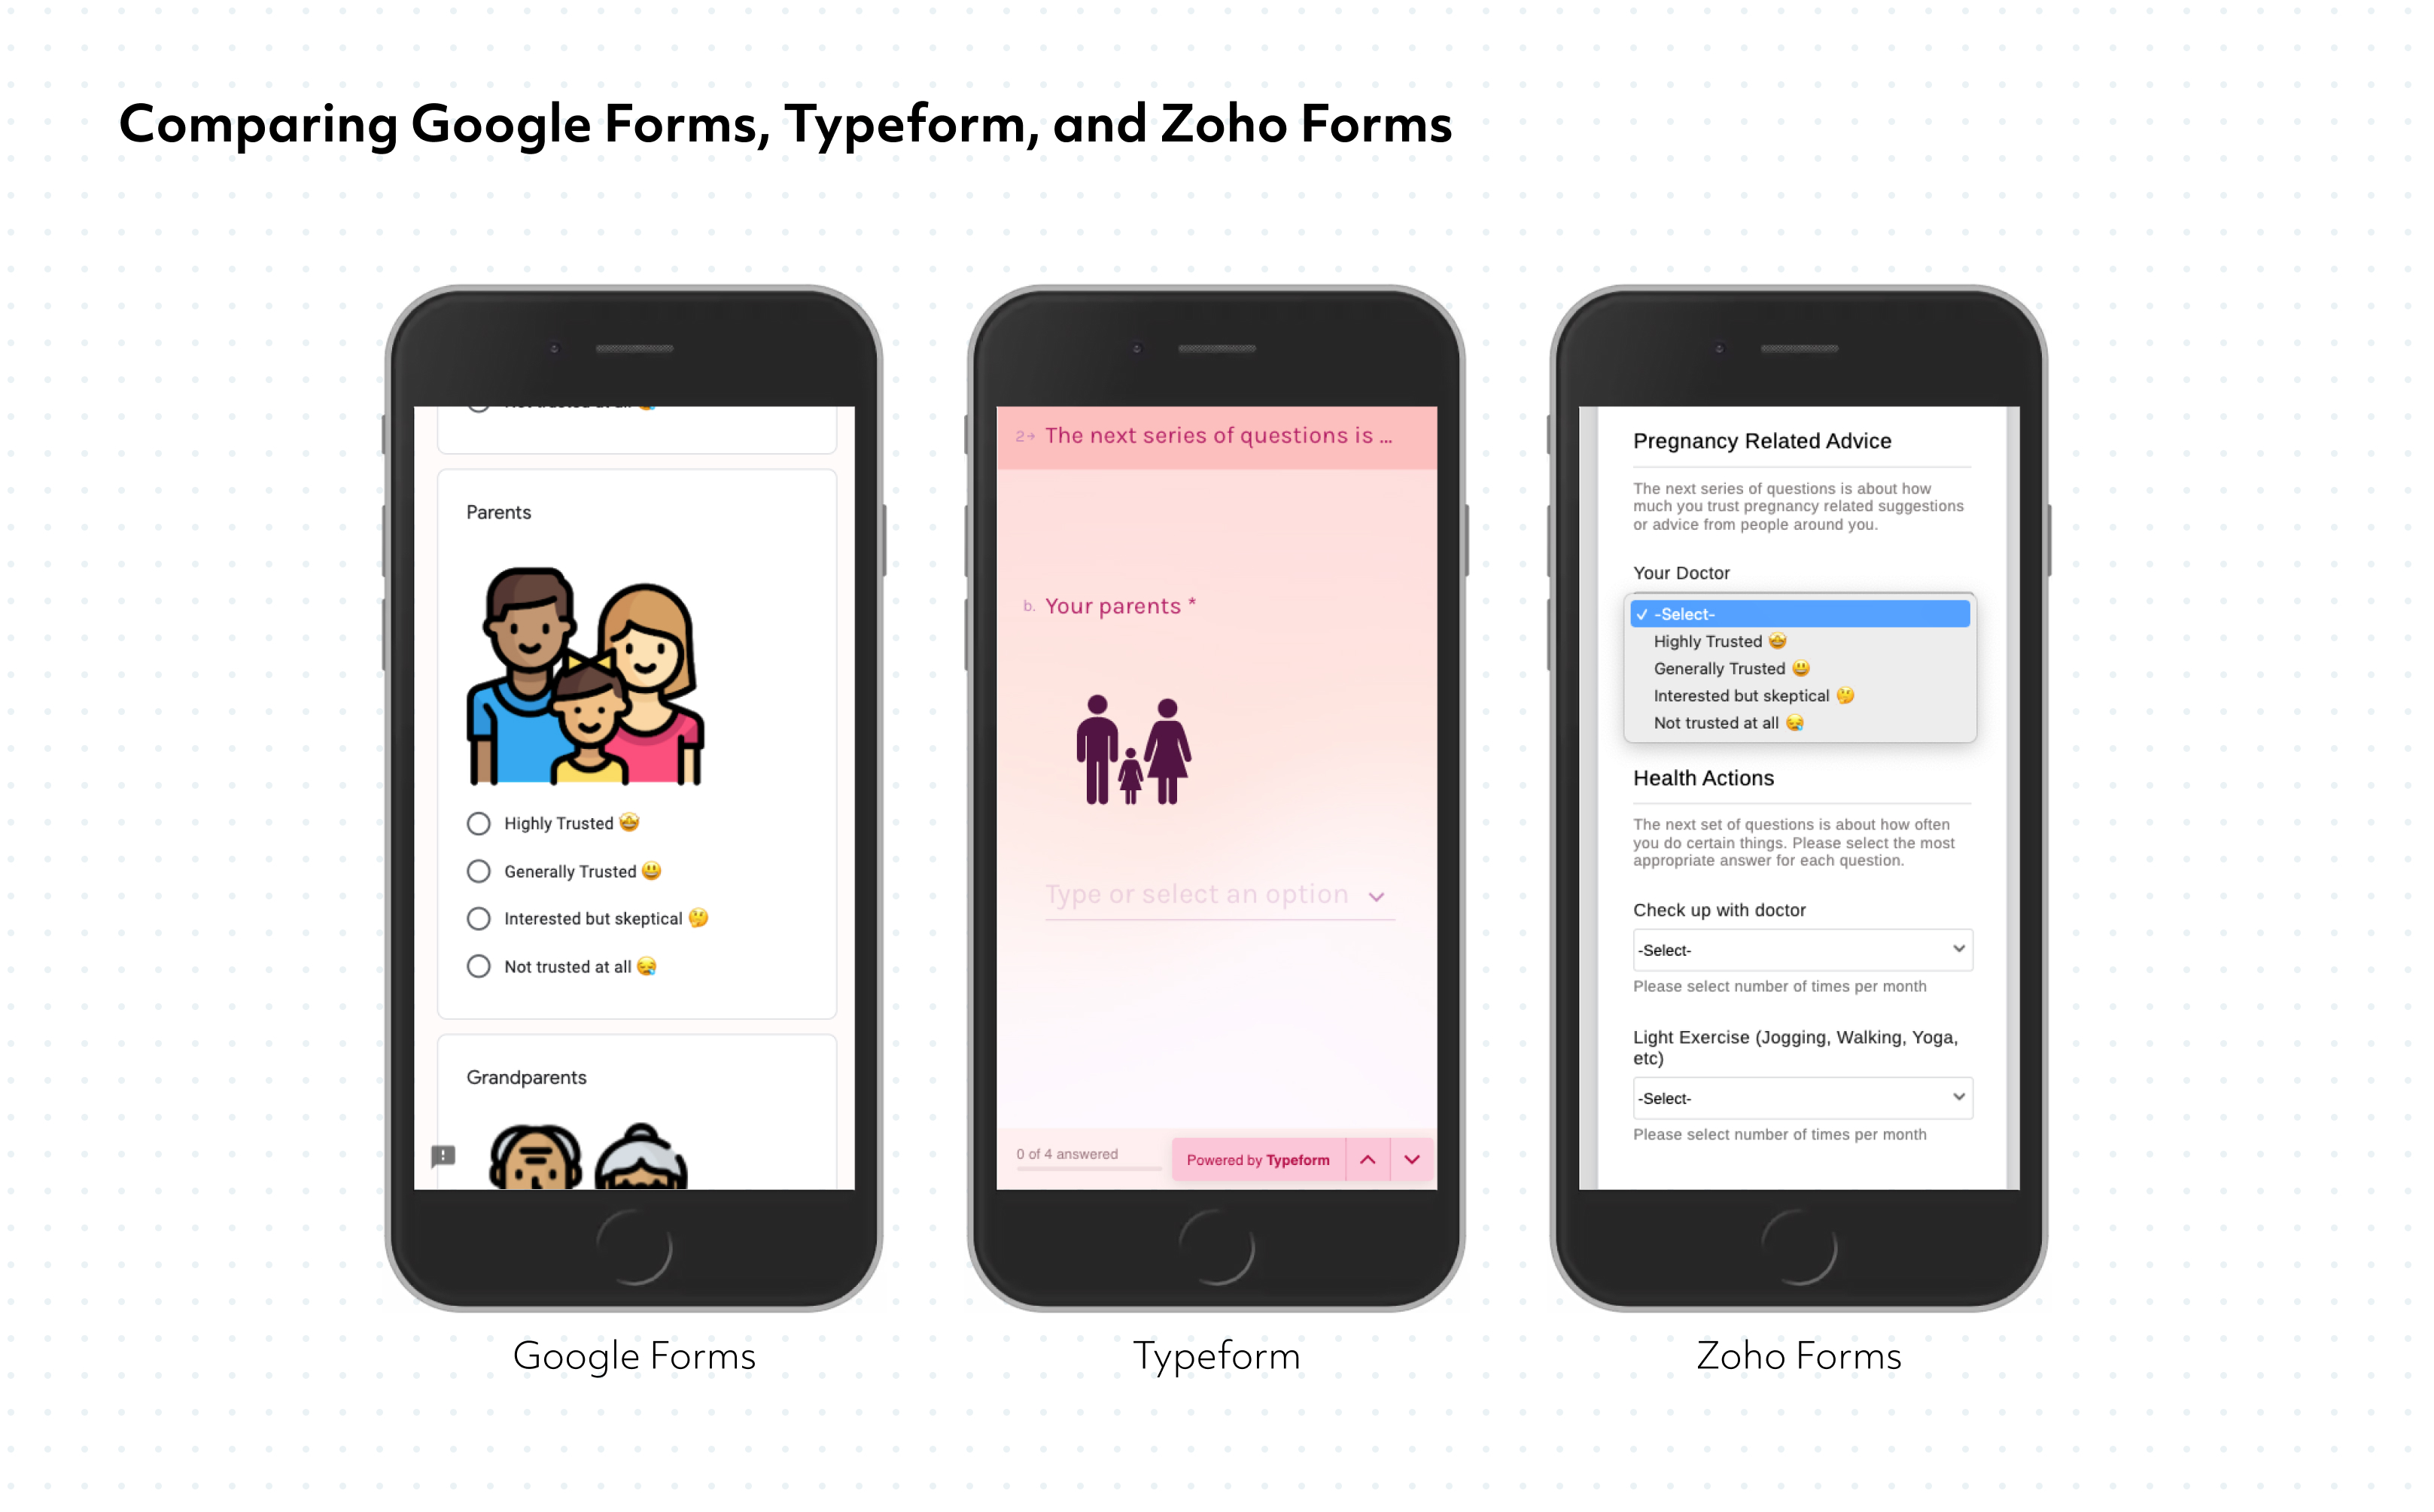 Comparing Google Forms, Typeform, and Zoho Forms
Parents
Highly Trusted 🤩
Generally Trusted 😃
Interested but skeptical 🤔
Not trusted at all 😪
Grandparents
Google Forms
2→ The next series of questions is ...
b. Your parents *
Type or select an option
0 of 4 answered
Powered by Typeform
Typeform
Pregnancy Related Advice
The next series of questions is about how
much you trust pregnancy related suggestions
or advice from people around you.
Your Doctor
✓ -Select-
Highly Trusted 🤩
Generally Trusted 😃
Interested but skeptical 🤔
Not trusted at all 😪
Health Actions
The next set of questions is about how often
you do certain things. Please select the most
appropriate answer for each question.
Check up with doctor
-Select-
Please select number of times per month
Light Exercise (Jogging, Walking, Yoga,
etc)
-Select-
Please select number of times per month
Zoho Forms